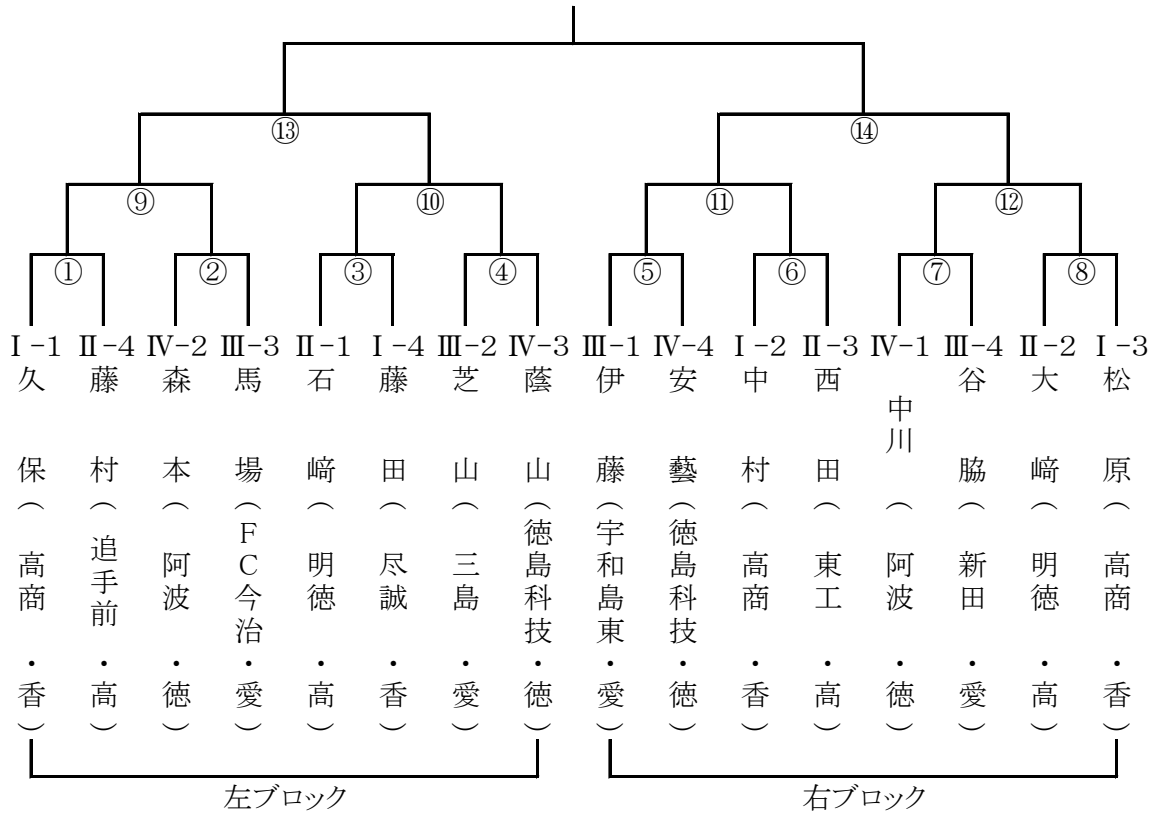 ⑬ ⑭
⑨ ⑩ ⑪ ⑫
① ② ③ ④ ⑤ ⑥ ⑦ ⑧
Ⅰ-1 Ⅱ-4 Ⅳ-2 Ⅲ-3 Ⅱ-1 Ⅰ-4 Ⅲ-2 Ⅳ-3 Ⅲ-1 Ⅳ-4 Ⅰ-2 Ⅱ-3 Ⅳ-1 Ⅲ-4 Ⅱ-2 Ⅰ-3
久保(高商・香)
藤村(追手前・高)
森本(阿波・徳)
馬場(FC今治・愛)
石﨑(明徳・高)
藤田(尽誠・香)
芝山(三島・愛)
蔭山(徳島科技・徳)
伊藤(宇和島東・愛)
安藝(徳島科技・徳)
中村(高商・香)
西田(東工・高)
中川(阿波・徳)
谷脇(新田・愛)
大﨑(明徳・高)
松原(高商・香)
左ブロック 右ブロック